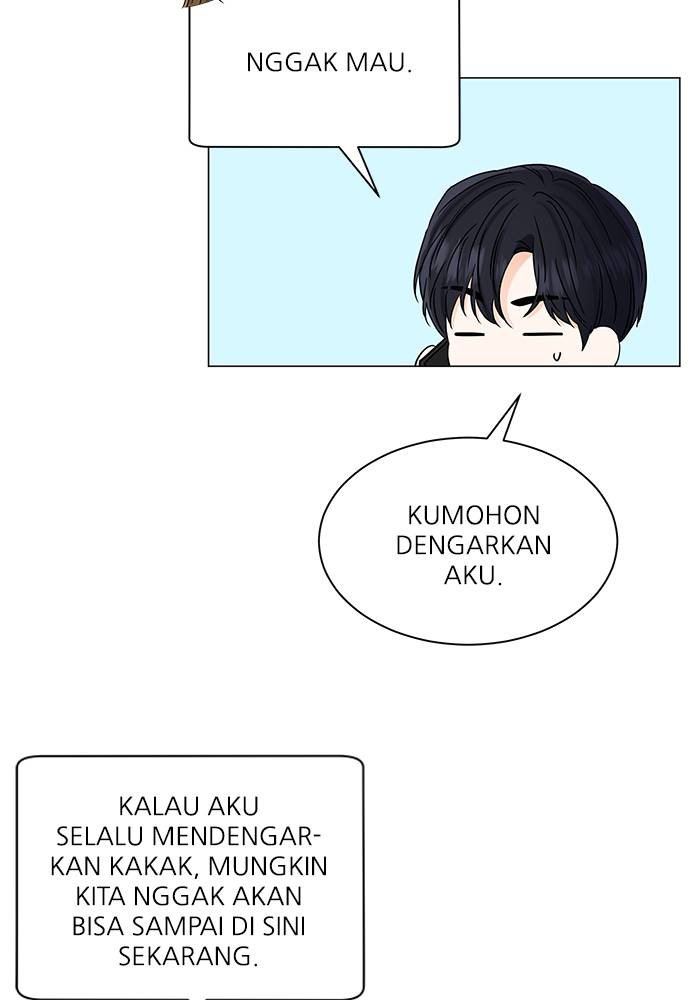 NGGAK MAU.
KUMOHON
DENGARKAN
AKU.
KALAU AKU
SELALU MENDENGAR-
KAN KAKAK, MUNGKIN
KITA NGGAK AKAN
BISA SAMPAI DI SINI
SEKARANG.